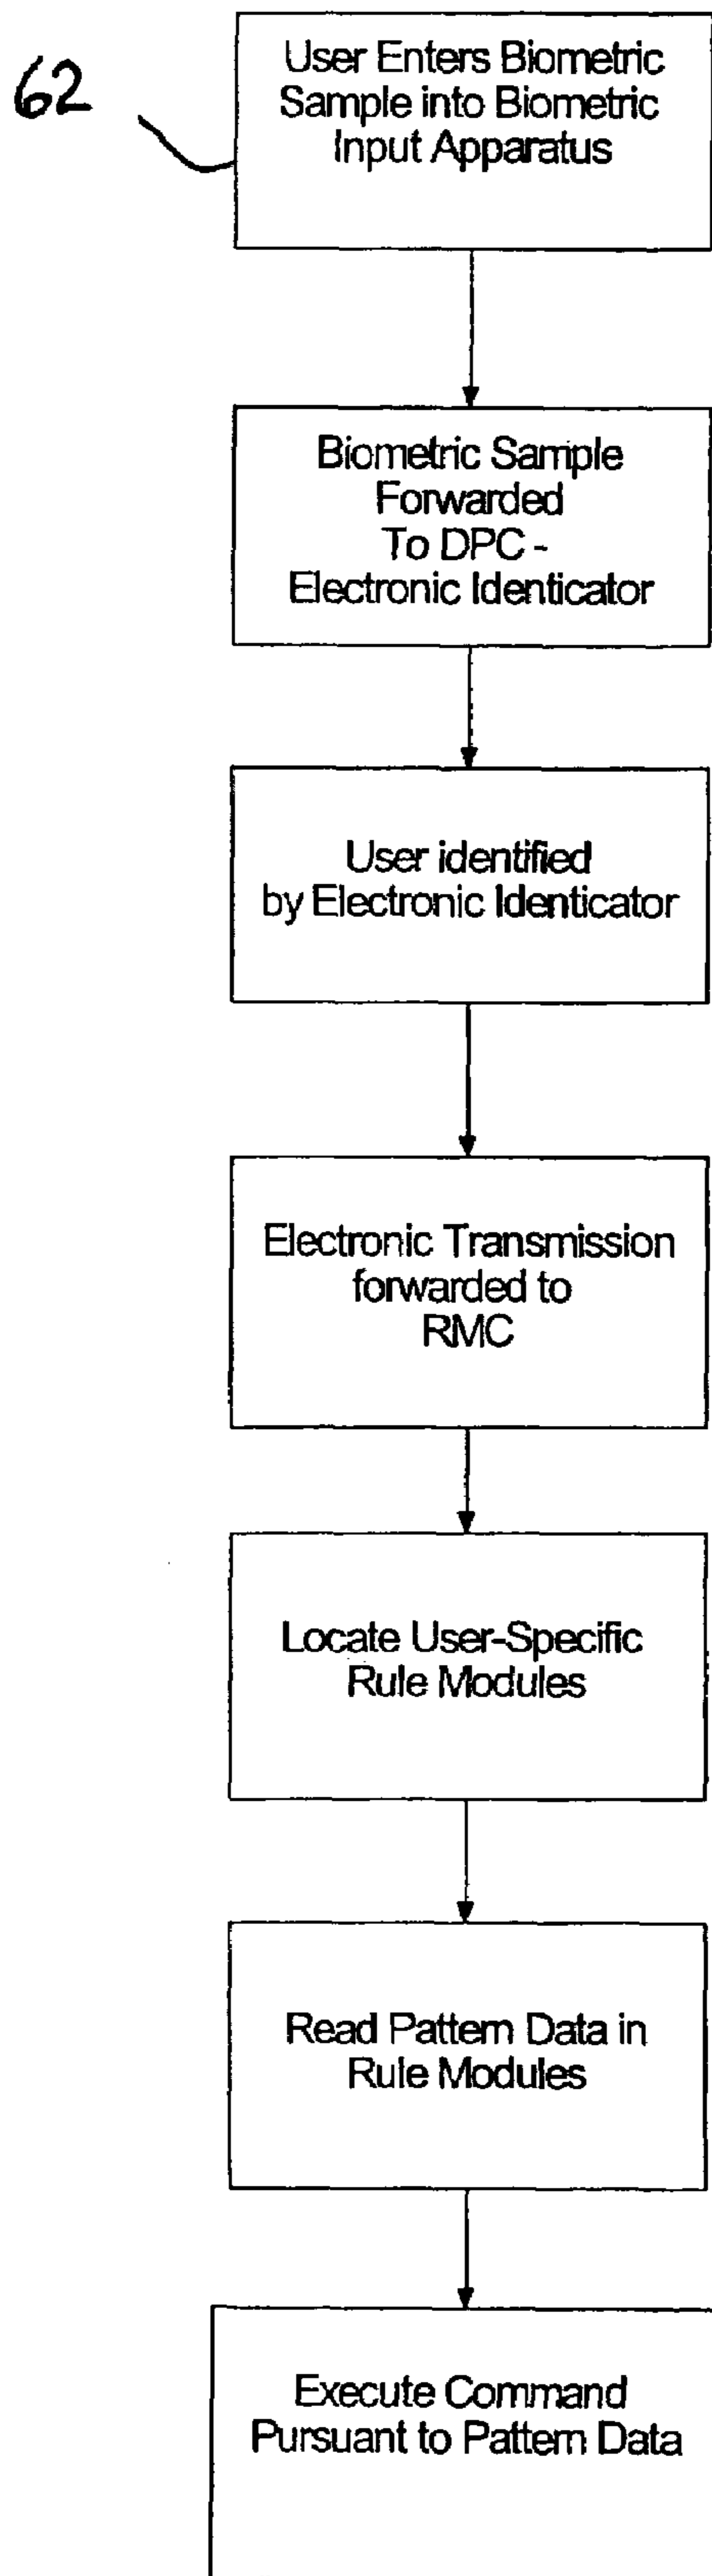 62
User Enters Biometric
Sample into Biometric
Input Apparatus
Biometric Sample
Forwarded
To DPC -
Electronic Identicator
User identified
by Electronic Identicator
Electronic Transmission
forwarded to
RMC
Locate User-Specific
Rule Modules
Read Pattern Data in
Rule Modules
Execute Command
Pursuant to Pattern Data